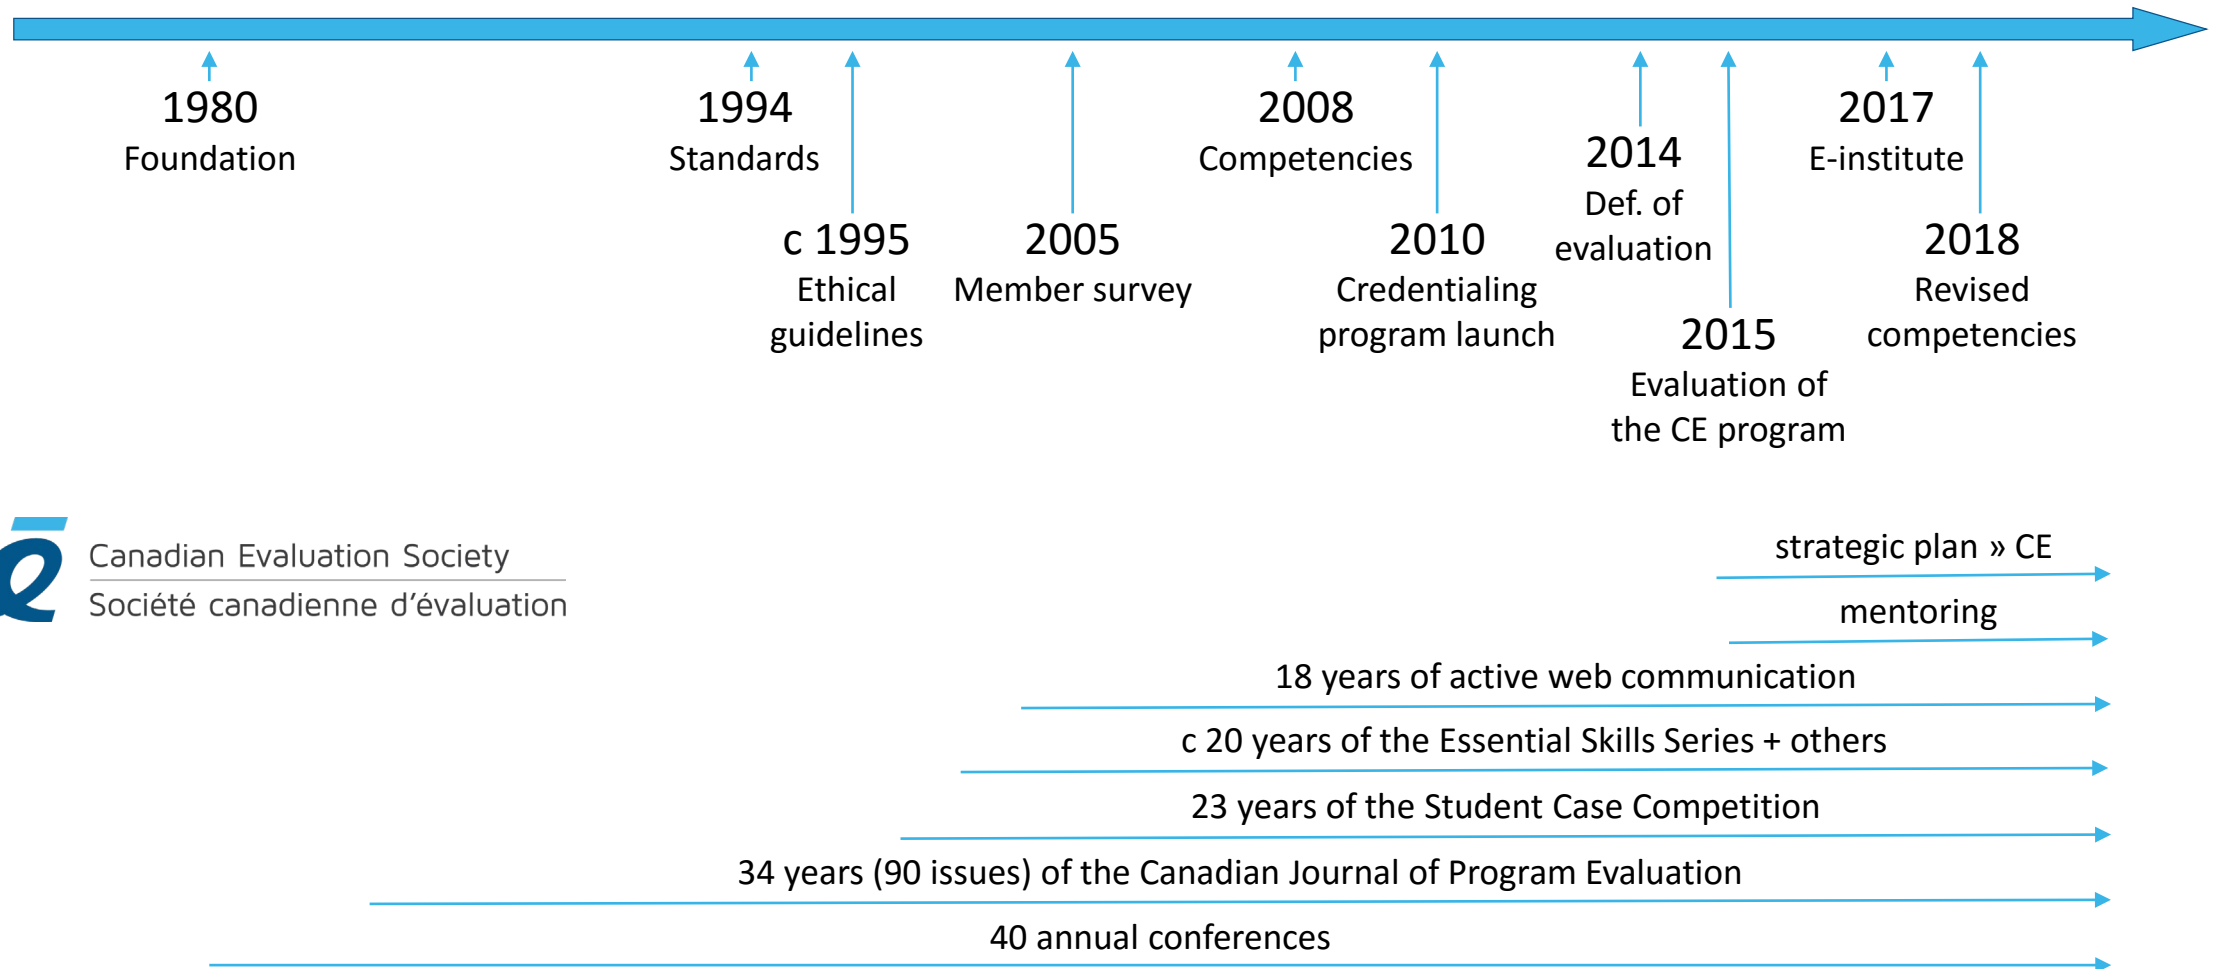 1980
Foundation
1994
Standards
c 1995
Ethical
guidelines
2005
Member survey
2008
Competencies
2010
Credentialing
program launch
2014
Def. of
evaluation
2015
Evaluation of
the CE program
2017
E-institute
2018
Revised
competencies
Canadian Evaluation Society
Société canadienne d'évaluation
strategic plan » CE
mentoring
18 years of active web communication
c 20 years of the Essential Skills Series + others
23 years of the Student Case Competition
34 years (90 issues) of the Canadian Journal of Program Evaluation
40 annual conferences